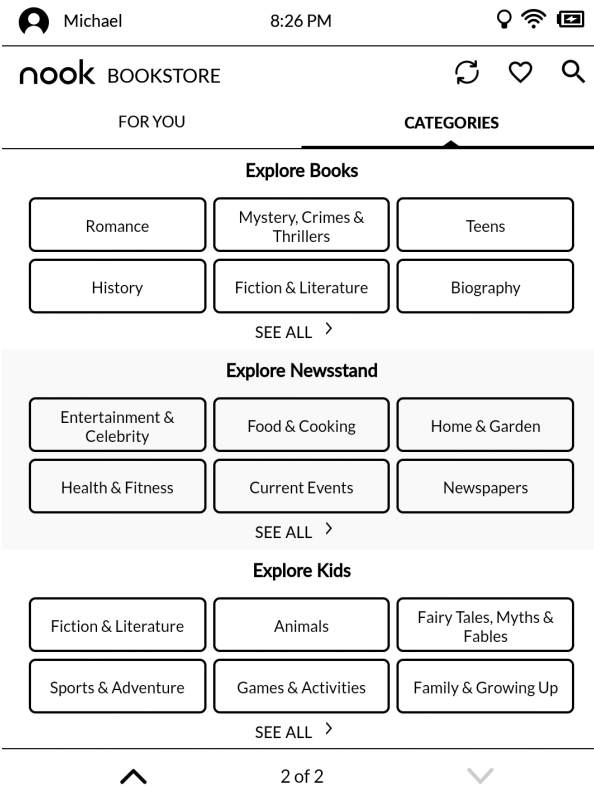 Michael 8:26 PM
nook BOOKSTORE
FOR YOU CATEGORIES
Explore Books
Romance
Mystery, Crimes &
Thrillers
Teens
History
Fiction & Literature
Biography
SEE ALL
Explore Newsstand
Entertainment &
Celebrity
Food & Cooking
Home & Garden
Health & Fitness
Current Events
Newspapers
SEE ALL
Explore Kids
Fiction & Literature
Animals
Fairy Tales, Myths &
Fables
Sports & Adventure
Games & Activities
Family & Growing Up
SEE ALL
2 of 2